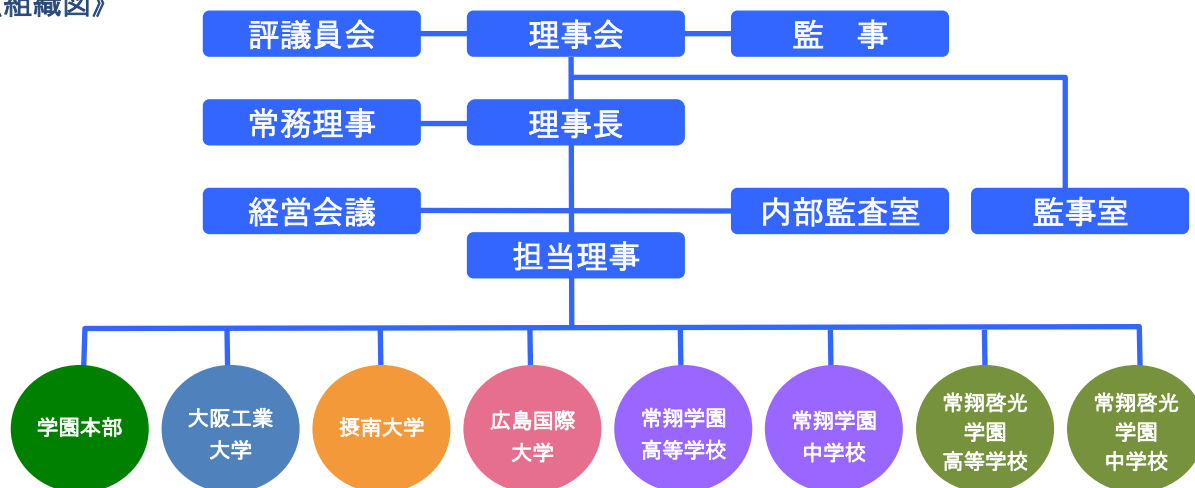 組織図》
評議員会
理事会
監　事
常務理事
理事長
経営会議
内部監査室
監事室
担当理事
学園本部
大阪工業
大学
摂南大学
広島国際
大学
常翔学園
高等学校
常翔学園
中学校
常翔啓光
学園
高等学校
常翔啓光
学園
中学校